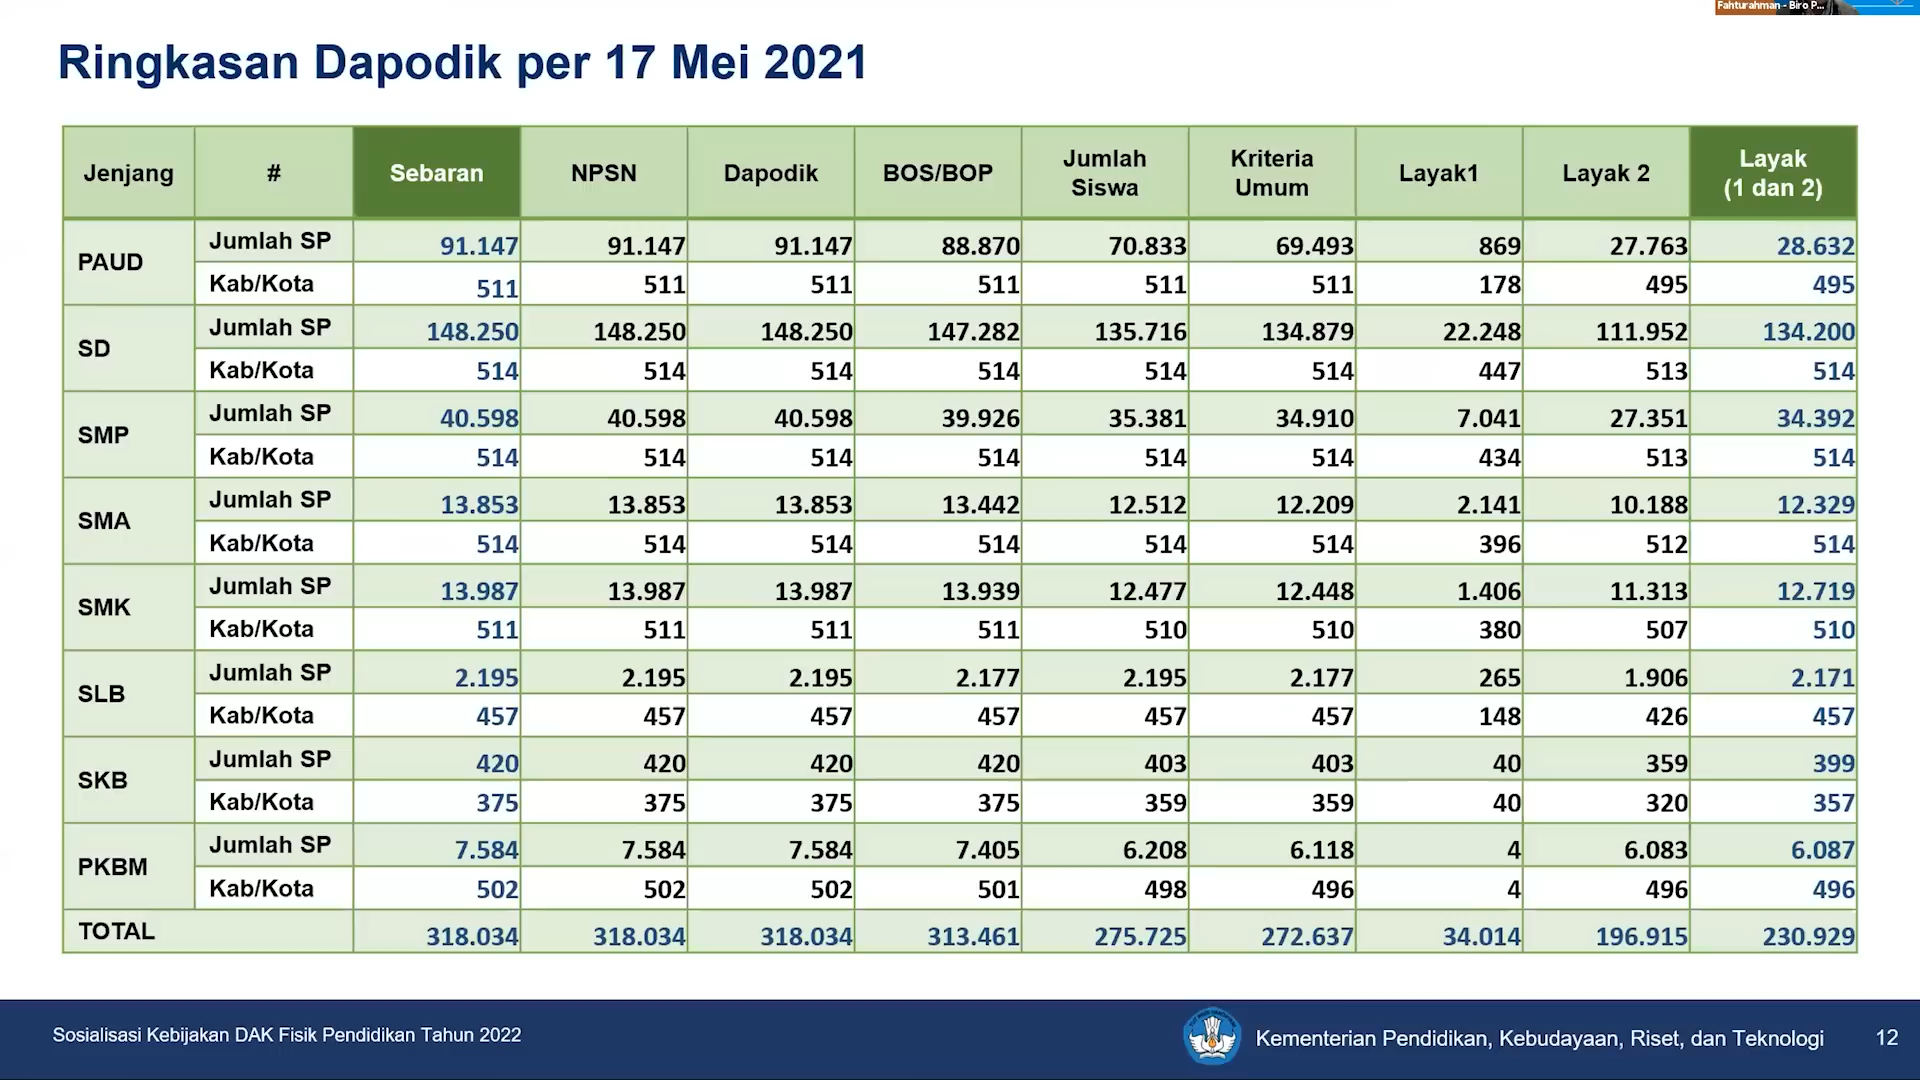 Fahturahman - Biro P...
Ringkasan Dapodik per 17 Mei 2021
Jenjang # Sebaran NPSN Dapodik BOS/BOP Jumlah Siswa Kriteria Umum Layak1 Layak 2 Layak (1 dan 2)
PAUD Jumlah SP 91.147 91.147 91.147 88.870 70.833 69.493 869 27.763 28.632
Kab/Kota 511 511 511 511 511 511 178 495 495
SD Jumlah SP 148.250 148.250 148.250 147.282 135.716 134.879 22.248 111.952 134.200
Kab/Kota 514 514 514 514 514 514 447 513 514
SMP Jumlah SP 40.598 40.598 40.598 39.926 35.381 34.910 7.041 27.351 34.392
Kab/Kota 514 514 514 514 514 514 434 513 514
SMA Jumlah SP 13.853 13.853 13.853 13.442 12.512 12.209 2.141 10.188 12.329
Kab/Kota 514 514 514 514 514 514 396 512 514
SMK Jumlah SP 13.987 13.987 13.987 13.939 12.477 12.448 1.406 11.313 12.719
Kab/Kota 511 511 511 511 510 510 380 507 510
SLB Jumlah SP 2.195 2.195 2.195 2.177 2.195 2.177 265 1.906 2.171
Kab/Kota 457 457 457 457 457 457 148 426 457
SKB Jumlah SP 420 420 420 420 403 403 40 359 399
Kab/Kota 375 375 375 375 359 359 40 320 357
PKBM Jumlah SP 7.584 7.584 7.584 7.405 6.208 6.118 4 6.083 6.087
Kab/Kota 502 502 502 501 498 496 4 496 496
TOTAL 318.034 318.034 318.034 313.461 275.725 272.637 34.014 196.915 230.929
Sosialisasi Kebijakan DAK Fisik Pendidikan Tahun 2022
Kementerian Pendidikan, Kebudayaan, Riset, dan Teknologi 12